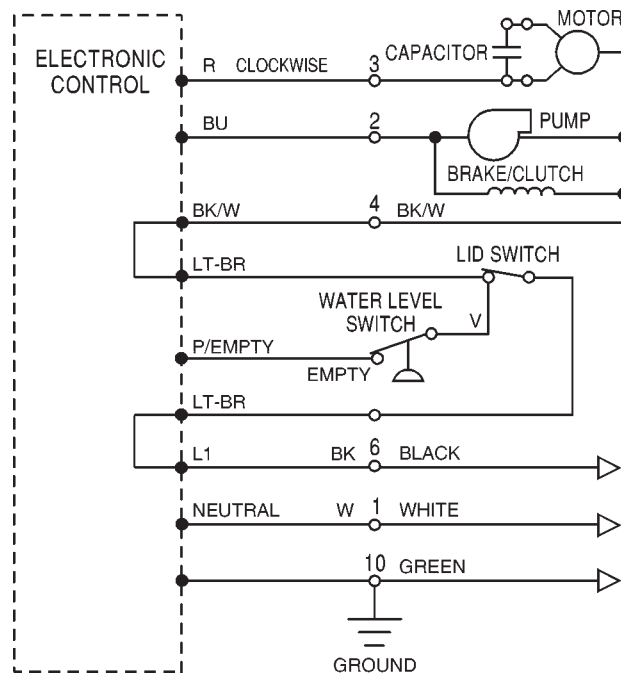 MOTOR
ELECTRONIC
CONTROL
CAPACITOR
R CLOCKWISE 3
BU 2
PUMP
BRAKE/CLUTCH
BK/W 4 BK/W
LT-BR
LID SWITCH
WATER LEVEL
SWITCH
V
P/EMPTY
EMPTY
LT-BR
L1 BK 6 BLACK
NEUTRAL W 1 WHITE
10 GREEN
GROUND